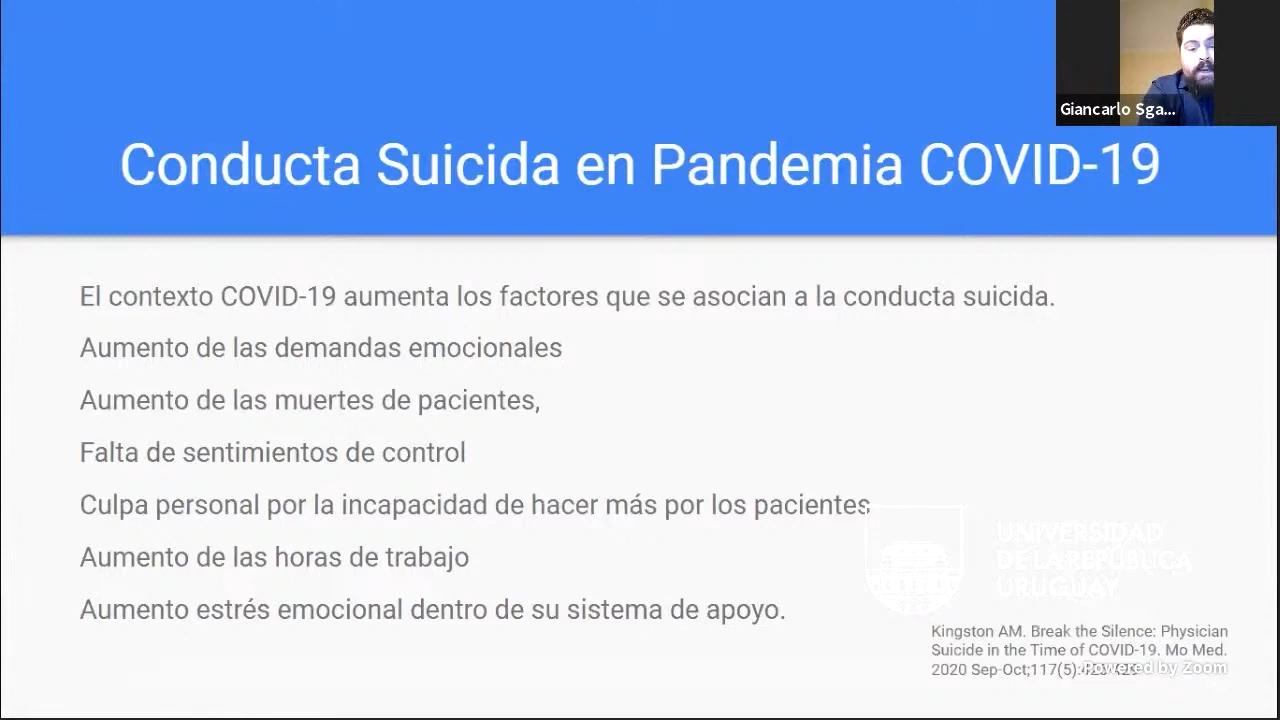 Giancarlo Sga...
Conducta Suicida en Pandemia COVID-19
El contexto COVID-19 aumenta los factores que se asocian a la conducta suicida.
Aumento de las demandas emocionales
Aumento de las muertes de pacientes,
Falta de sentimientos de control
Culpa personal por la incapacidad de hacer más por los pacientes
Aumento de las horas de trabajo
Aumento estrés emocional dentro de su sistema de apoyo.
UNIVERSIDAD
DE LA REPÚBLICA
URUGUAY
Kingston AM. Break the Silence: Physician
Suicide in the Time of COVID-19. Mo Med.
2020 Sep-Oct;117(5):
Powered by Zoom